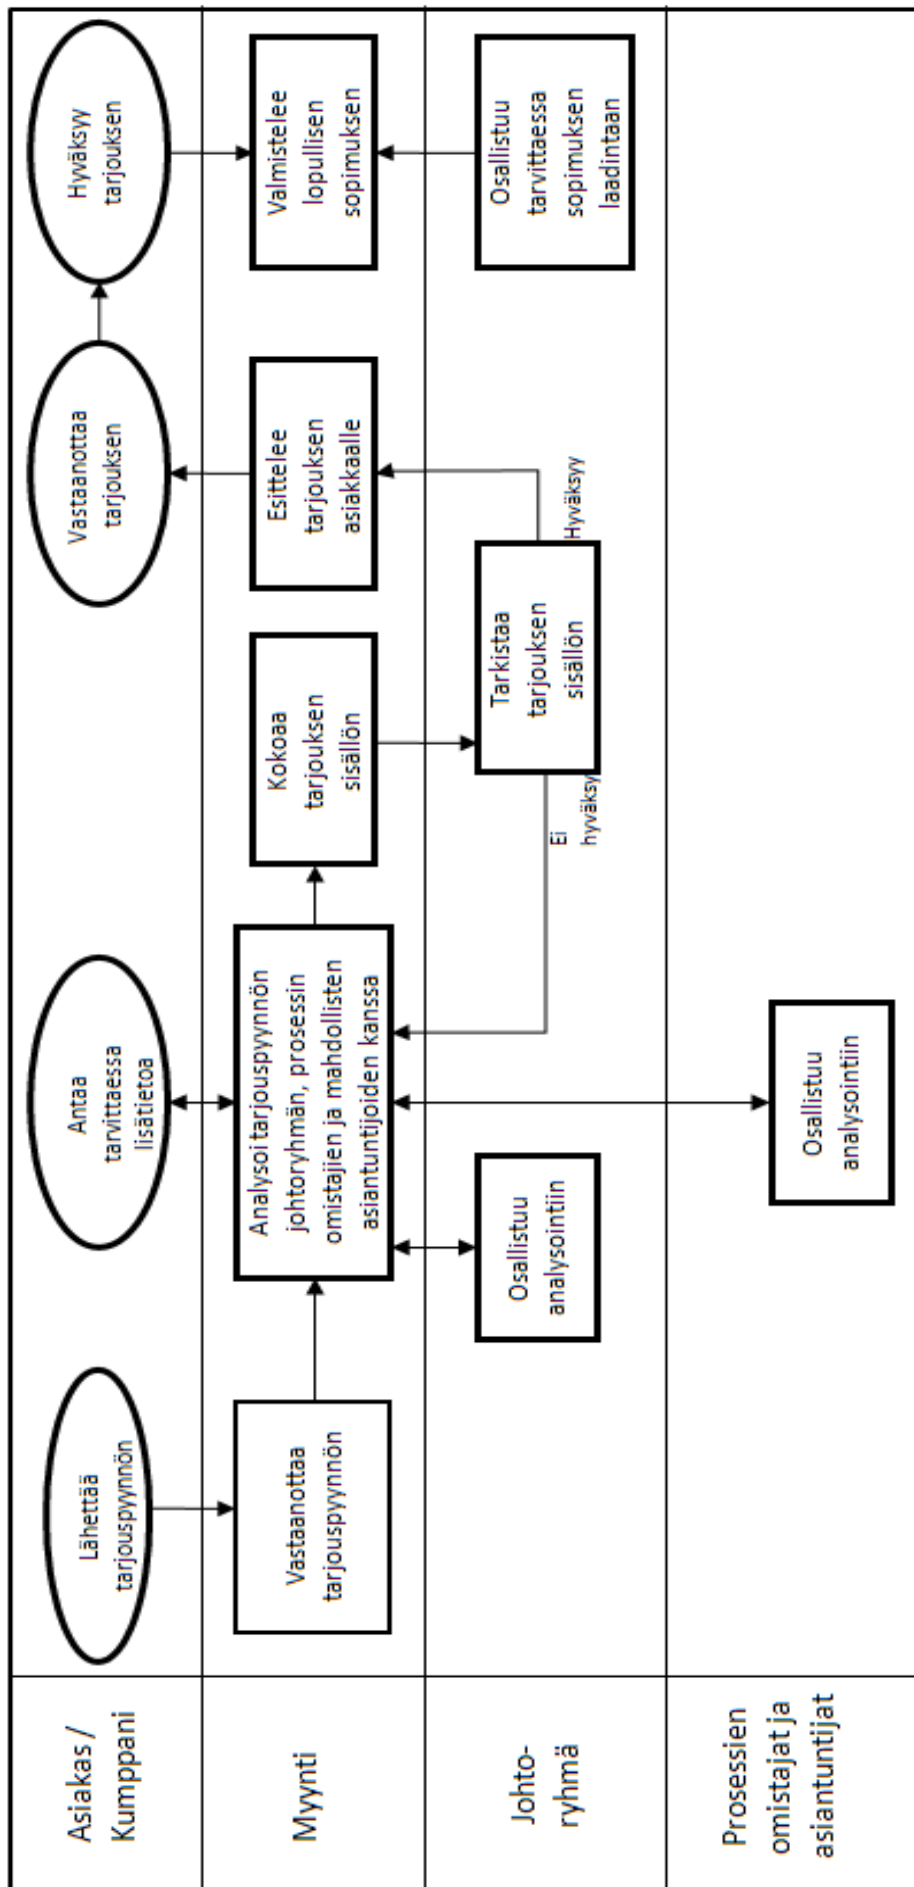 Asiakas /
Kumppani
Lähettää
tarjouspyynnön
Antaa
tarvittaessa
lisätietoa
Vastaanottaa
tarjouksen
Hyväksyy
tarjouksen
Myynti
Vastaanottaa
tarjouspyynnön
Analysoi tarjouspyynnön
johtoryhmän, prosessin
omistajien ja mahdollisten
asiantuntijoiden kanssa
Kokoaa
tarjouksen
sisällön
Esittelee
tarjouksen
asiakkaalle
Valmistelee
lopullisen
sopimuksen
Johto-
ryhmä
Osallistuu
analysointiin
Ei
hyväksy
Tarkistaa
tarjouksen
sisällön
Hyväksyy
Osallistuu
tarvittaessa
sopimuksen
laadintaan
Prosessien
omistajat ja
asiantuntijat
Osallistuu
analysointiin